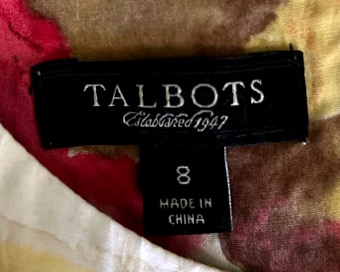 TALBOTS
Established 1947
8
MADE IN
CHINA